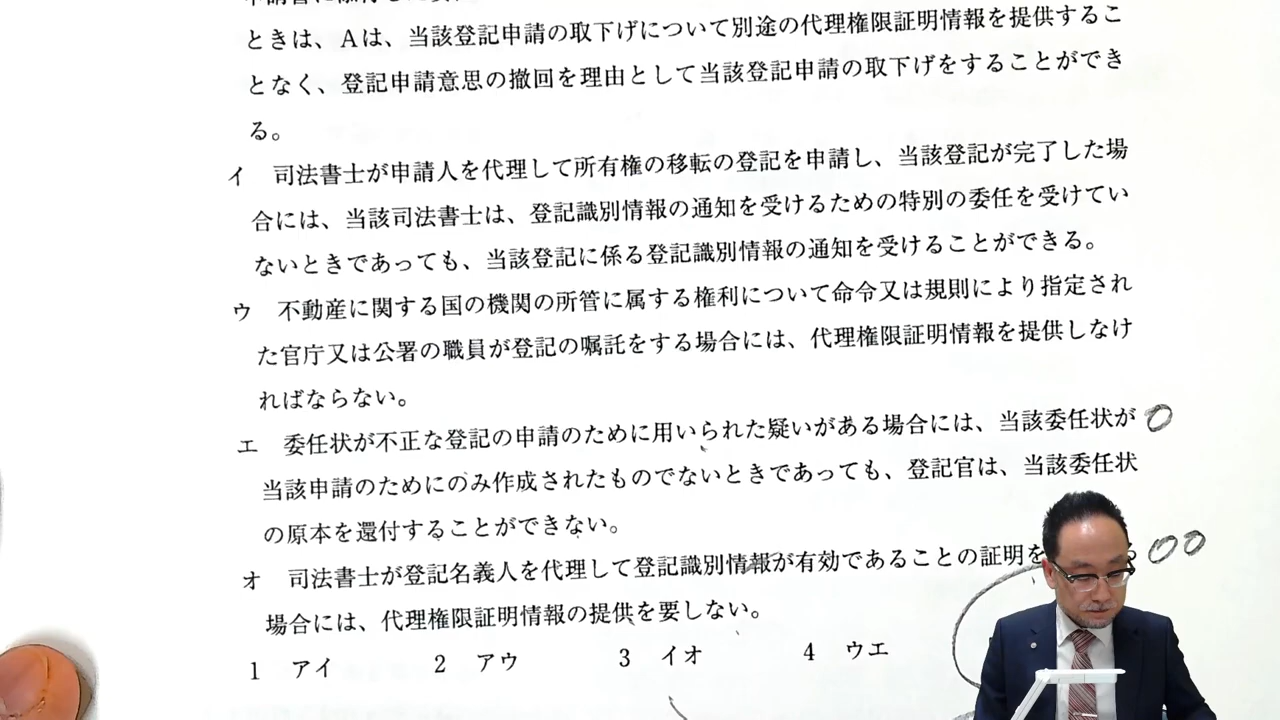 ときは、Aは、当該登記申請の取下げについて別途の代理権限証明情報を提供するこ
となく、登記申請意思の撤回を理由として当該登記申請の取下げをすることができ
る。
イ 司法書士が申請人を代理して所有権の移転の登記を申請し、当該登記が完了した場
合には、当該司法書士は、登記識別情報の通知を受けるための特別の委任を受けてい
ないときであっても、当該登記に係る登記識別情報の通知を受けることができる。
ウ 不動産に関する国の機関の所管に属する権利について命令又は規則により指定され
た官庁又は公署の職員が登記の嘱託をする場合には、代理権限証明情報を提供しなけ
ればならない。
エ 委任状が不正な登記の申請のために用いられた疑いがある場合には、当該委任状が
当該申請のためにのみ作成されたものでないときであっても、登記官は、当該委任状
の原本を還付することができない。
オ 司法書士が登記名義人を代理して登記識別情報が有効であることの証明を
場合には、代理権限証明情報の提供を要しない。
1 アイ 2 アウ 3 イオ 4 ウエ